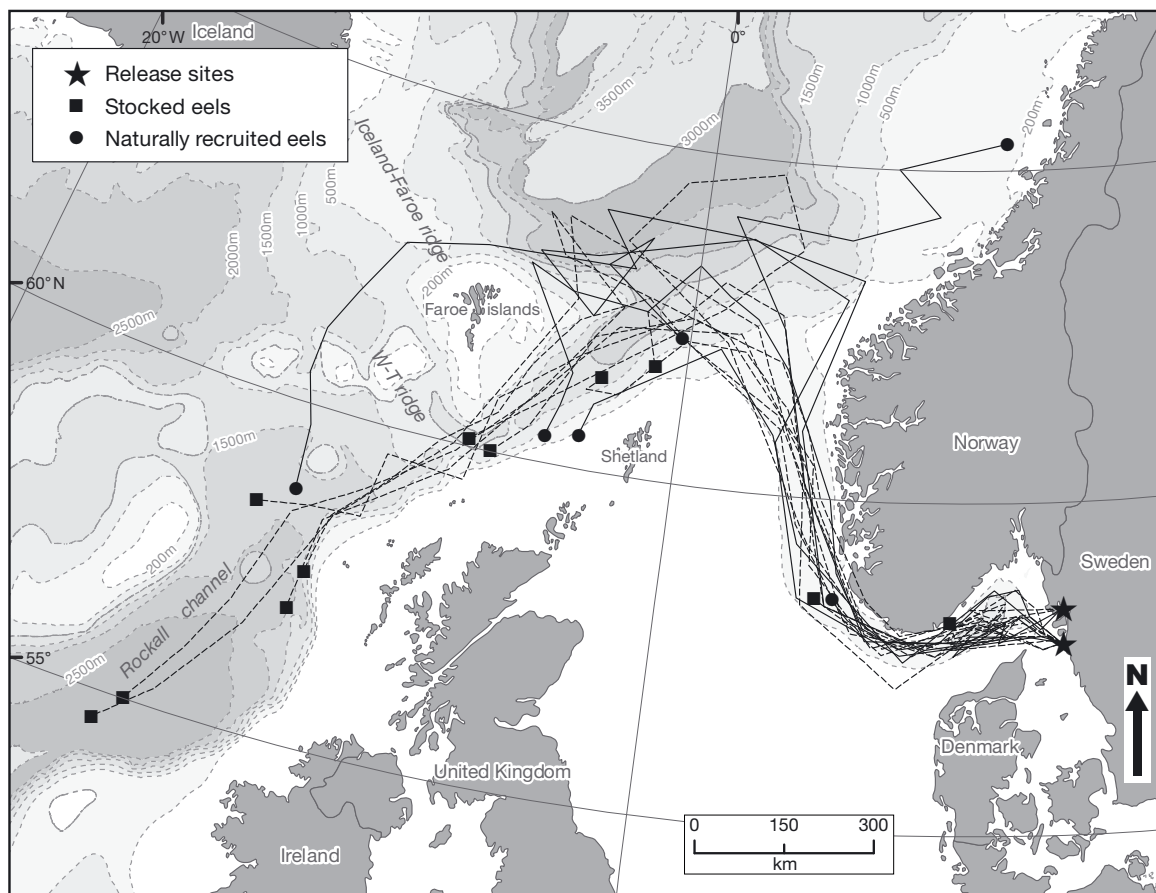 20°W
Iceland
0°
Release sites
Stocked eels
Naturally recruited eels
3500m
3000m
1500m
1000m
500m
200m
Iceland-Faroe ridge
500m
1000m
1500m
2000m
60°N
2500m
200m
Faroe islands
W-T ridge
1500m
Norway
Shetland
200m
Sweden
Rockall channel
55°
2500m
N
Denmark
United Kingdom
Ireland
0 150 300
km